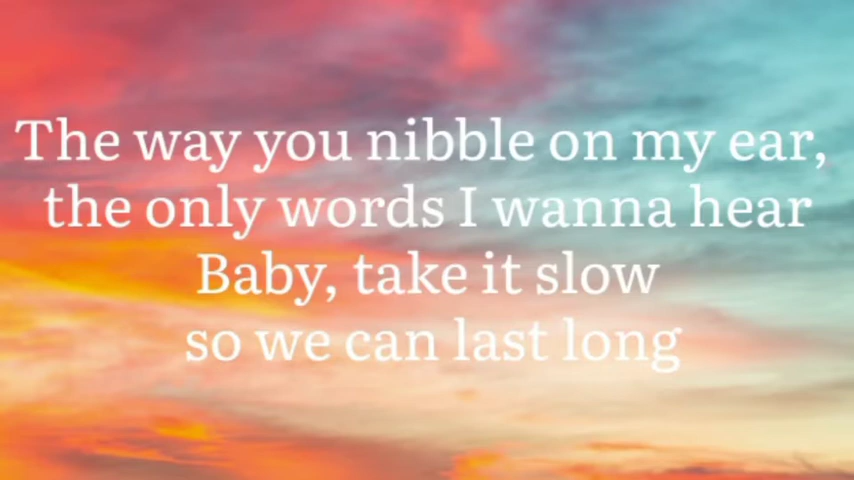 The way you nibble on my ear,
the only words I wanna hear
Baby, take it slow
so we can last long